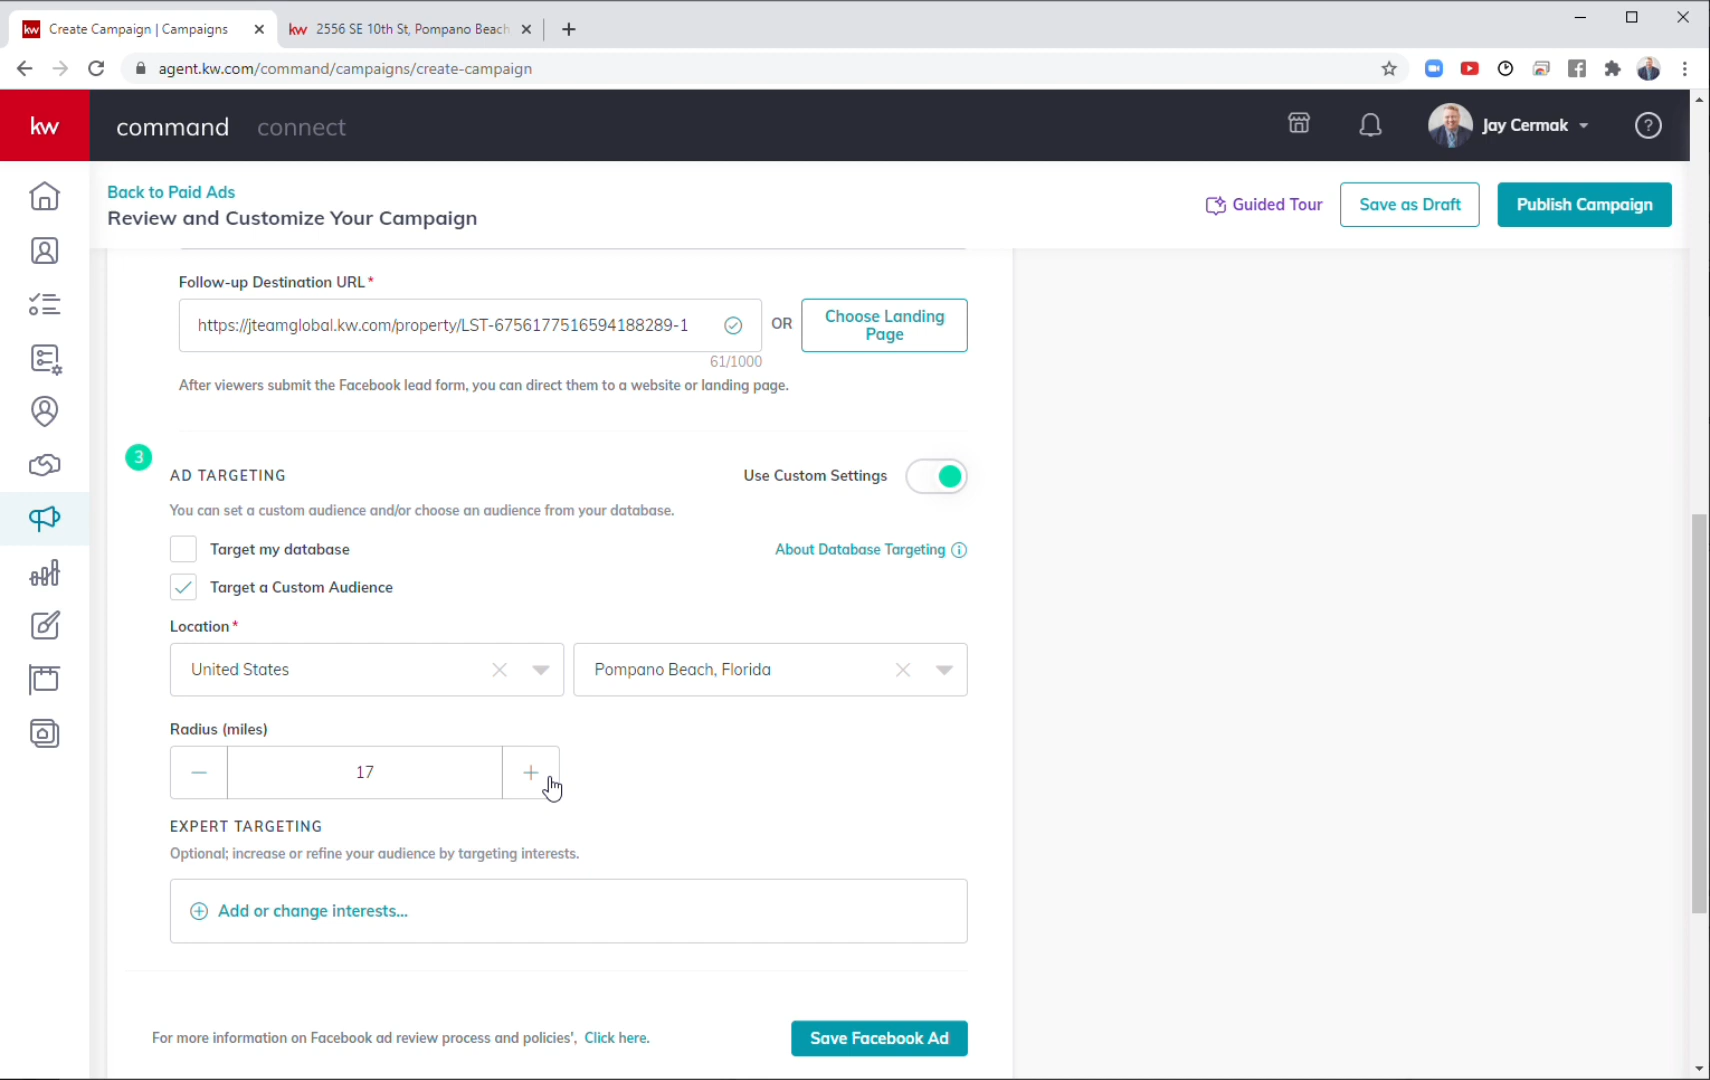 kw Create Campaign | Campaigns
kw 2556 SE 10th St, Pompano Beach
agent.kw.com/command/campaigns/create-campaign
kw command connect Jay Cermak ?
Back to Paid Ads
Review and Customize Your Campaign
Guided Tour Save as Draft Publish Campaign
Follow-up Destination URL*
https://jteamglobal.kw.com/property/LST-6756177516594188289-1 OR Choose Landing
Page
61/1000
After viewers submit the Facebook lead form, you can direct them to a website or landing page.
3
AD TARGETING Use Custom Settings
You can set a custom audience and/or choose an audience from your database.
Target my database About Database Targeting
Target a Custom Audience
Location*
United States Pompano Beach, Florida
Radius (miles)
− 17 +
EXPERT TARGETING
Optional; increase or refine your audience by targeting interests.
Add or change interests...
For more information on Facebook ad review process and policies', Click here. Save Facebook Ad